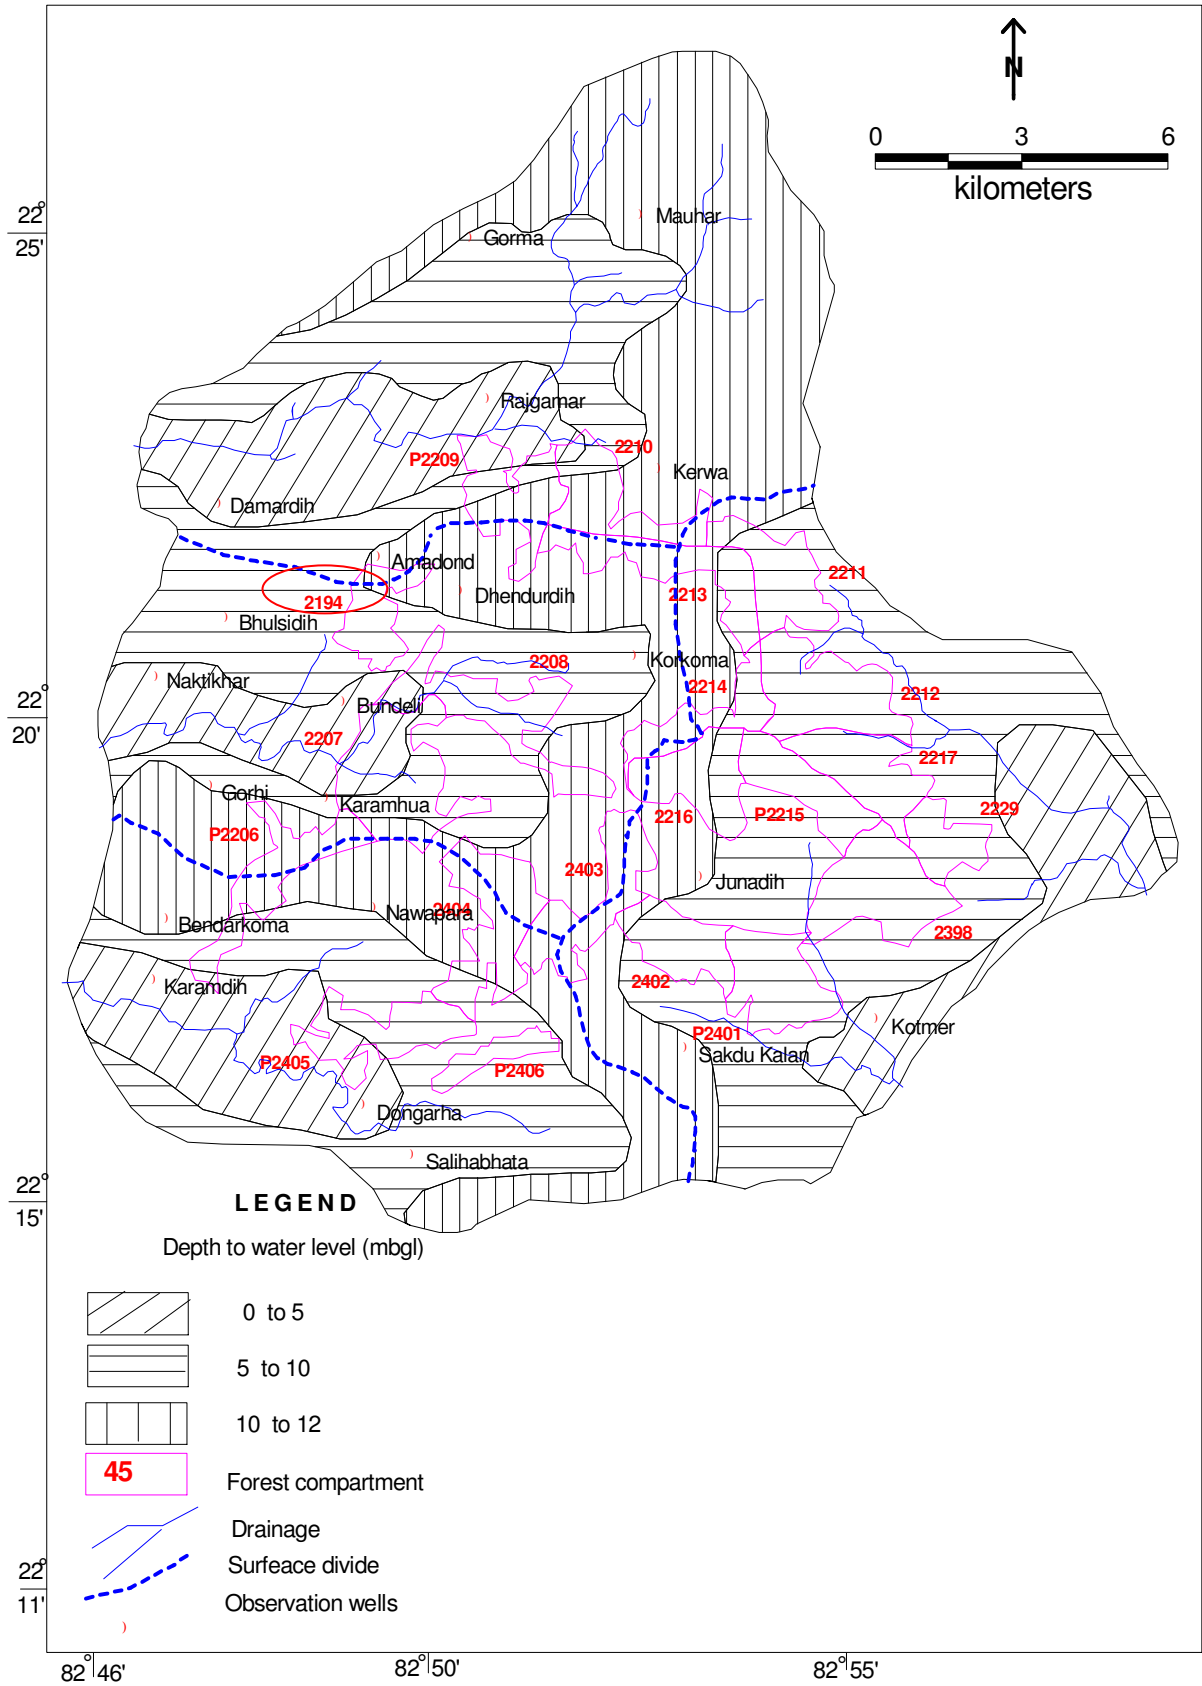 N
0 3 6
kilometers
22°
25'
Mauhar
Gorma
Rajgamar
2210
P2209
Kerwa
Damardih
Amadond
2211
Dhendurdih
2213
2194
Bhulsidih
2208
Korkoma
Naktikhar
2214
2212
22°
20'
Bundeli
2207
2217
Gorhi
Karamhua
2229
P2206
2216
P2215
2403
Junadih
Bendarkoma
Nawapara
2404
2398
Karamdih
2402
Kotmer
P2401
Sakdu Kalan
P2405
P2406
Dongarha
Salihabhata
22°
15'
LEGEND
Depth to water level (mbgl)
0 to 5
5 to 10
10 to 12
45
Forest compartment
Drainage
Surfeace divide
Observation wells
22°
11'
82°46' 82°50' 82°55'